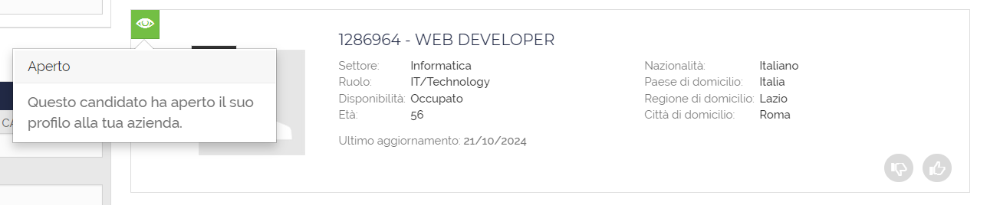 1286964 - WEB DEVELOPER
Aperto
Questo candidato ha aperto il suo
profilo alla tua azienda.
Settore: Informatica
Ruolo: IT/Technology
Disponibilità: Occupato
Età: 56
Ultimo aggiornamento: 21/10/2024
Nazionalità: Italiano
Paese di domicilio: Italia
Regione di domicilio: Lazio
Città di domicilio: Roma